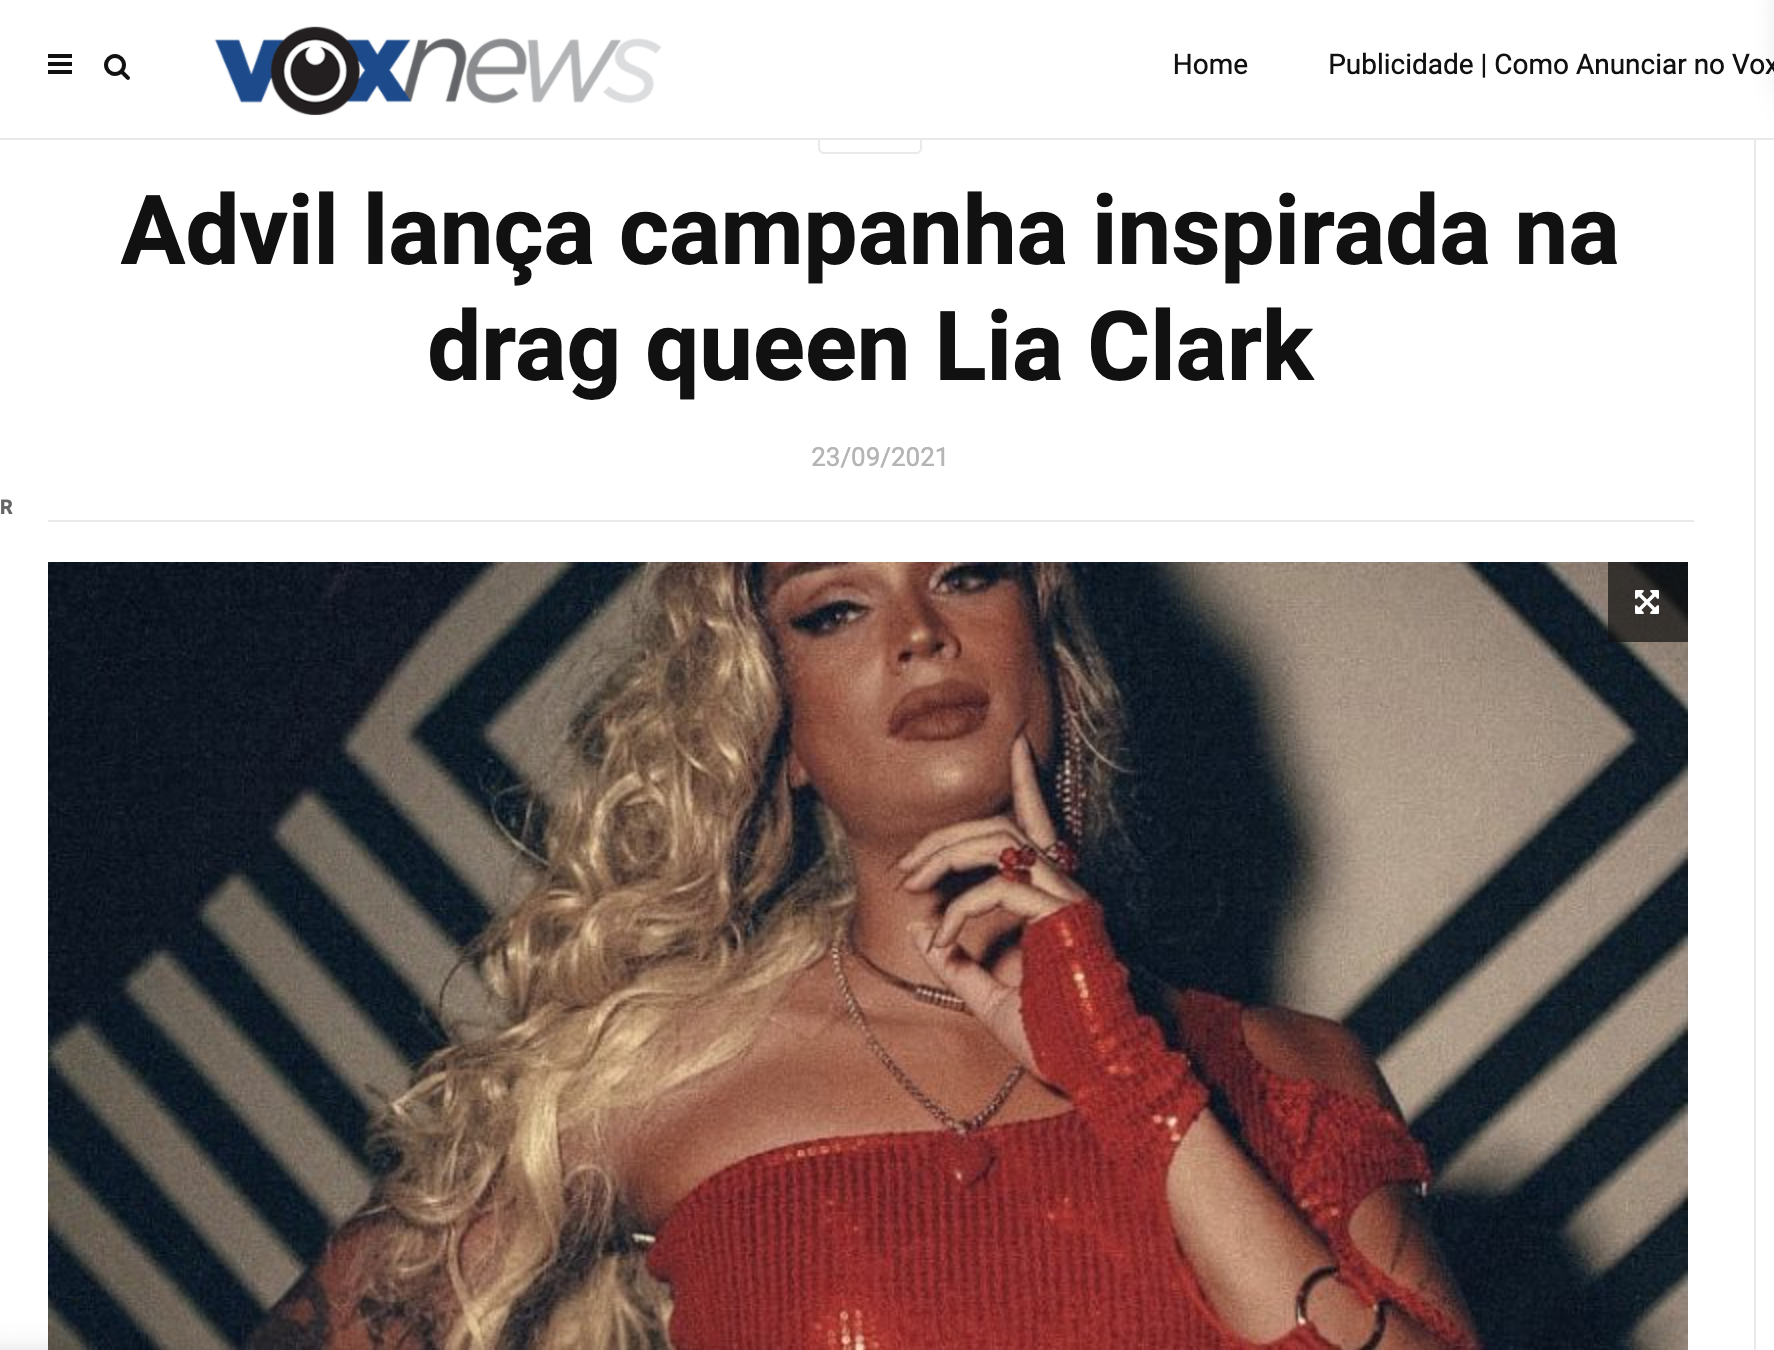 voxnews
Home
Publicidade | Como Anunciar no Vox
Advil lança campanha inspirada na
drag queen Lia Clark
23/09/2021
R